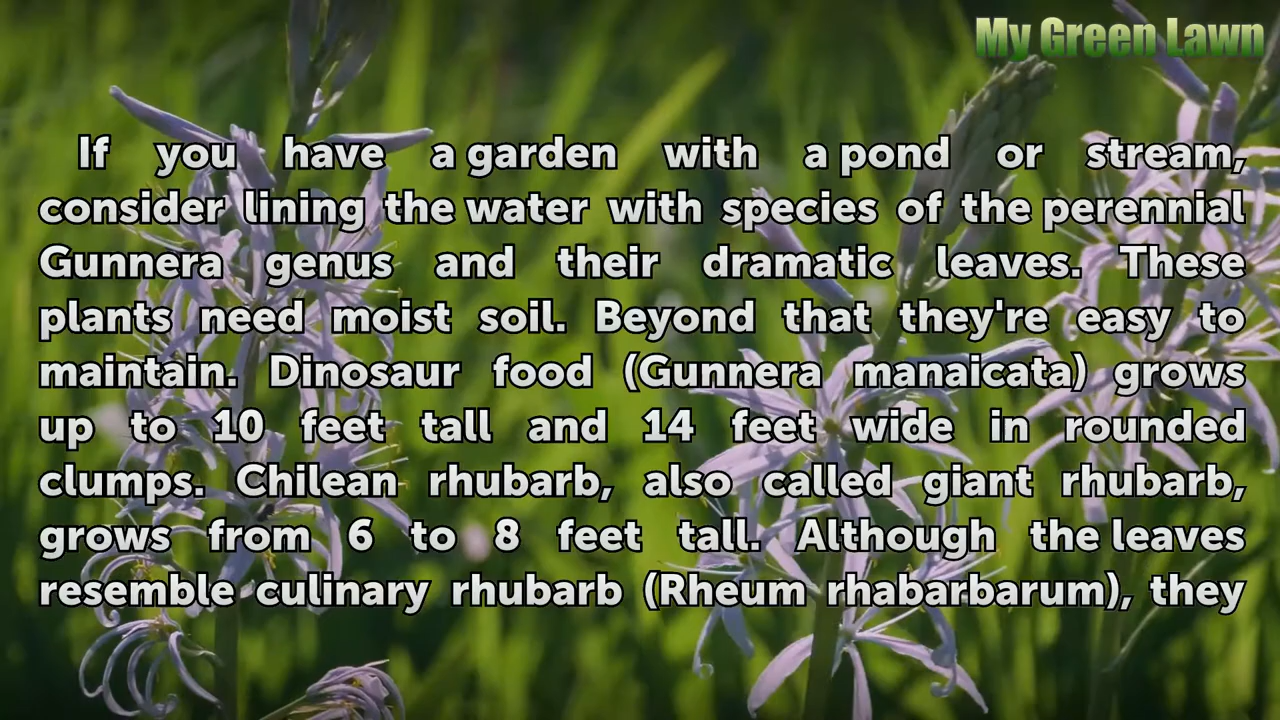 My Green Lawn
If you have a garden with a pond or stream,
consider lining the water with species of the perennial
Gunnera genus and their dramatic leaves. These
plants need moist soil. Beyond that they're easy to
maintain. Dinosaur food (Gunnera manaicata) grows
up to 10 feet tall and 14 feet wide in rounded
clumps. Chilean rhubarb, also called giant rhubarb,
grows from 6 to 8 feet tall. Although the leaves
resemble culinary rhubarb (Rheum rhabarbarum), they